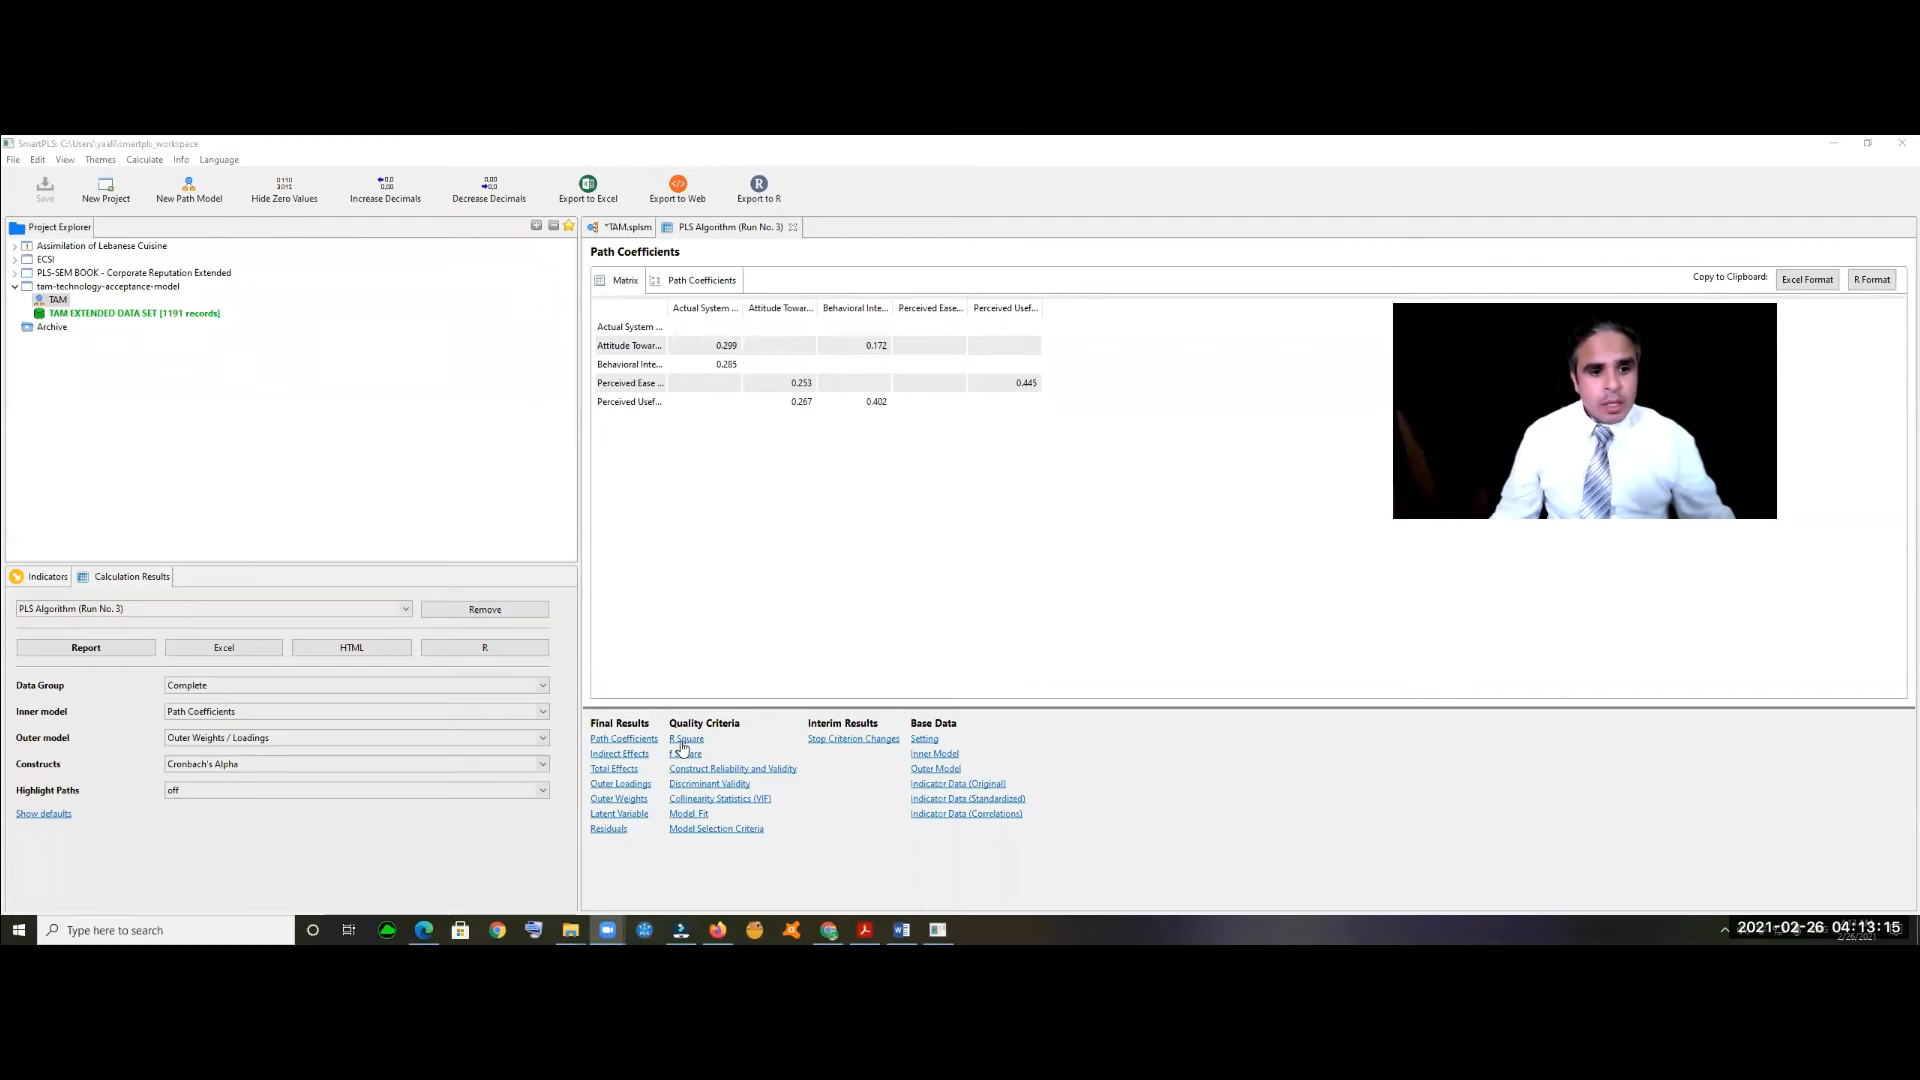 SmartPLS: C:\Users\yaali\smartpls_workspace
File Edit View Themes Calculate Info Language
Save New Project New Path Model Hide Zero Values Increase Decimals Decrease Decimals Export to Excel Export to Web Export to R
Project Explorer
Assimilation of Lebanese Cuisine
ECSI
PLS-SEM BOOK - Corporate Reputation Extended
tam-technology-acceptance-model
TAM
TAM EXTENDED DATA SET [1191 records]
Archive
*TAM.splsm PLS Algorithm (Run No. 3)
Path Coefficients
Matrix Path Coefficients Copy to Clipboard: Excel Format R Format
Actual System ... Attitude Towar... Behavioral Inte... Perceived Ease... Perceived Usef...
Actual System ...
Attitude Towar... 0.299 0.172
Behavioral Inte... 0.285
Perceived Ease ... 0.253 0.445
Perceived Usef... 0.267 0.402
Indicators Calculation Results
PLS Algorithm (Run No. 3) Remove
Report Excel HTML R
Data Group Complete
Inner model Path Coefficients
Outer model Outer Weights / Loadings
Constructs Cronbach's Alpha
Highlight Paths off
Show defaults
Final Results Quality Criteria Interim Results Base Data
Path Coefficients R Square Stop Criterion Changes Setting
Indirect Effects f Square Inner Model
Total Effects Construct Reliability and Validity Outer Model
Outer Loadings Discriminant Validity Indicator Data (Original)
Outer Weights Collinearity Statistics (VIF) Indicator Data (Standardized)
Latent Variable Model_Fit Indicator Data (Correlations)
Residuals Model Selection Criteria
Type here to search
2021-02-26 04:13:15